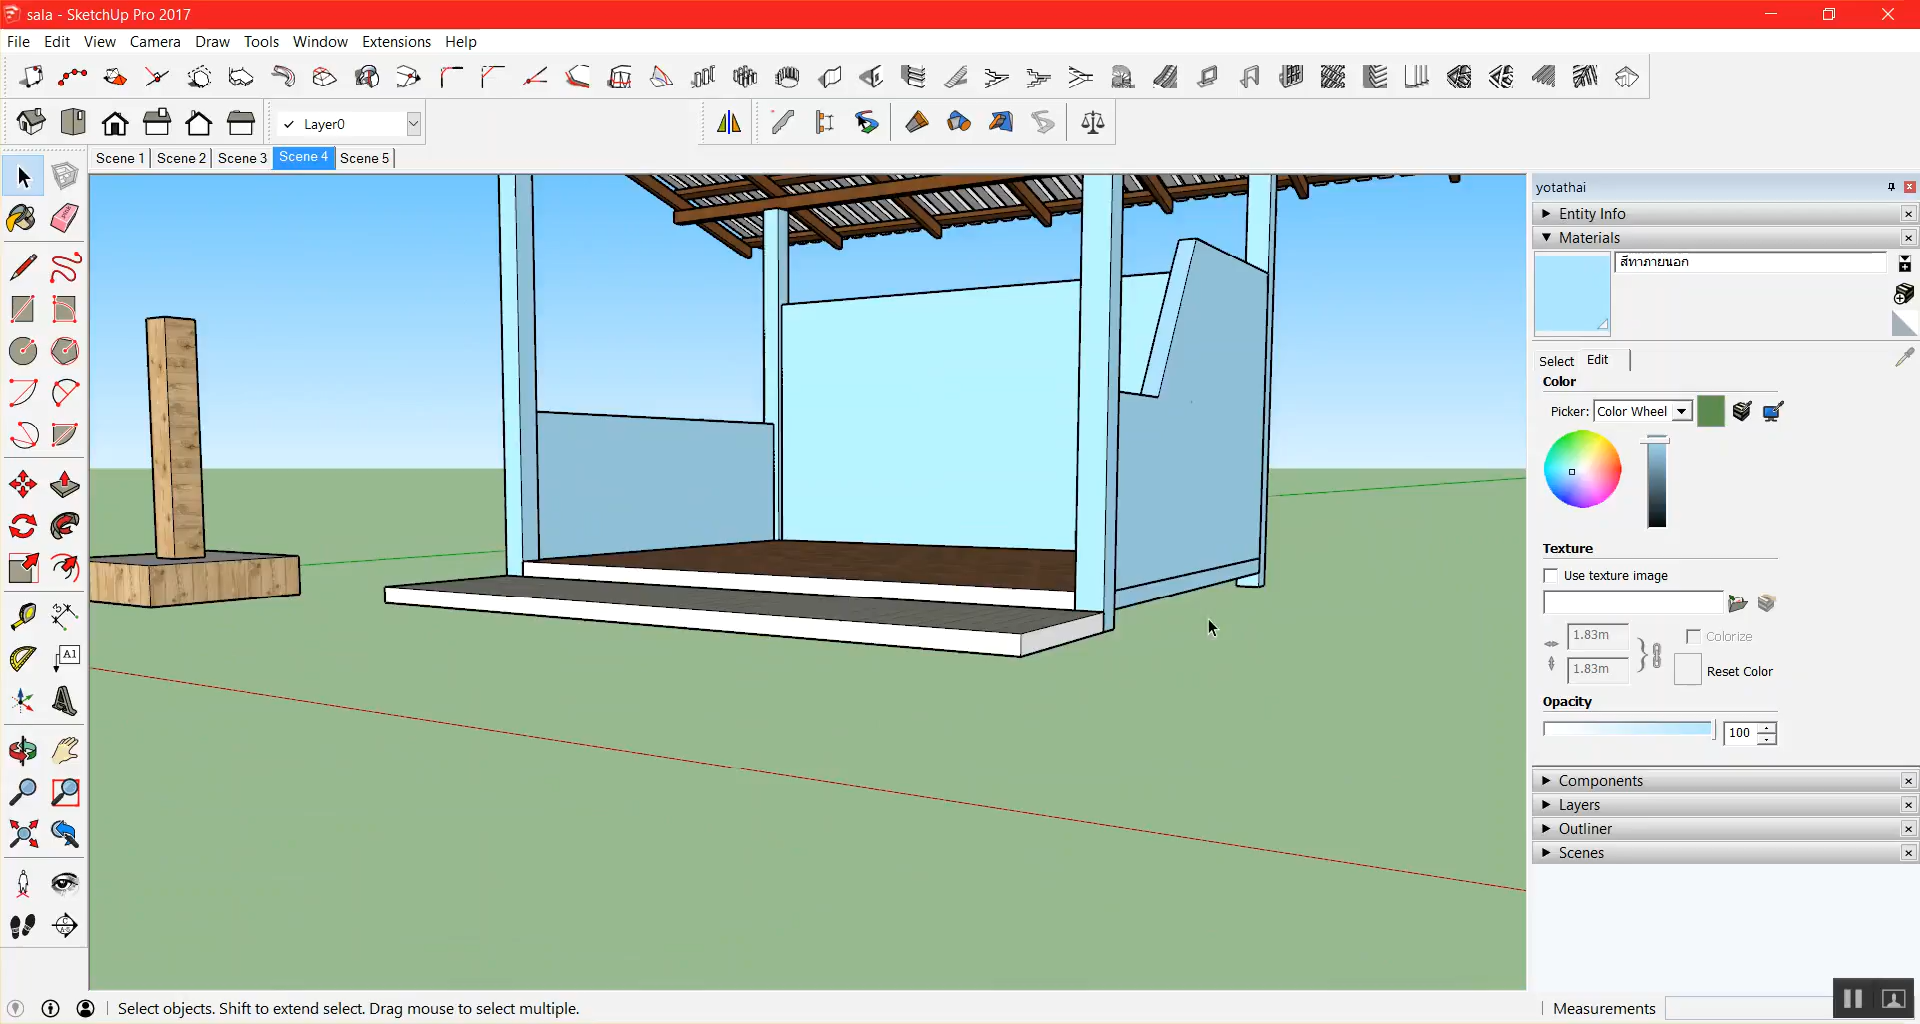 sala - SketchUp Pro 2017
File Edit View Camera Draw Tools Window Extensions Help
Layer0
Scene 1 Scene 2 Scene 3 Scene 4 Scene 5
yotathai
Entity Info
Materials
สีทาภายนอก
Select Edit
Color
Picker: Color Wheel
Texture
Use texture image
1.83m
Colorize
1.83m
Reset Color
Opacity
100
Components
Layers
Outliner
Scenes
A1
Select objects. Shift to extend select. Drag mouse to select multiple.
Measurements